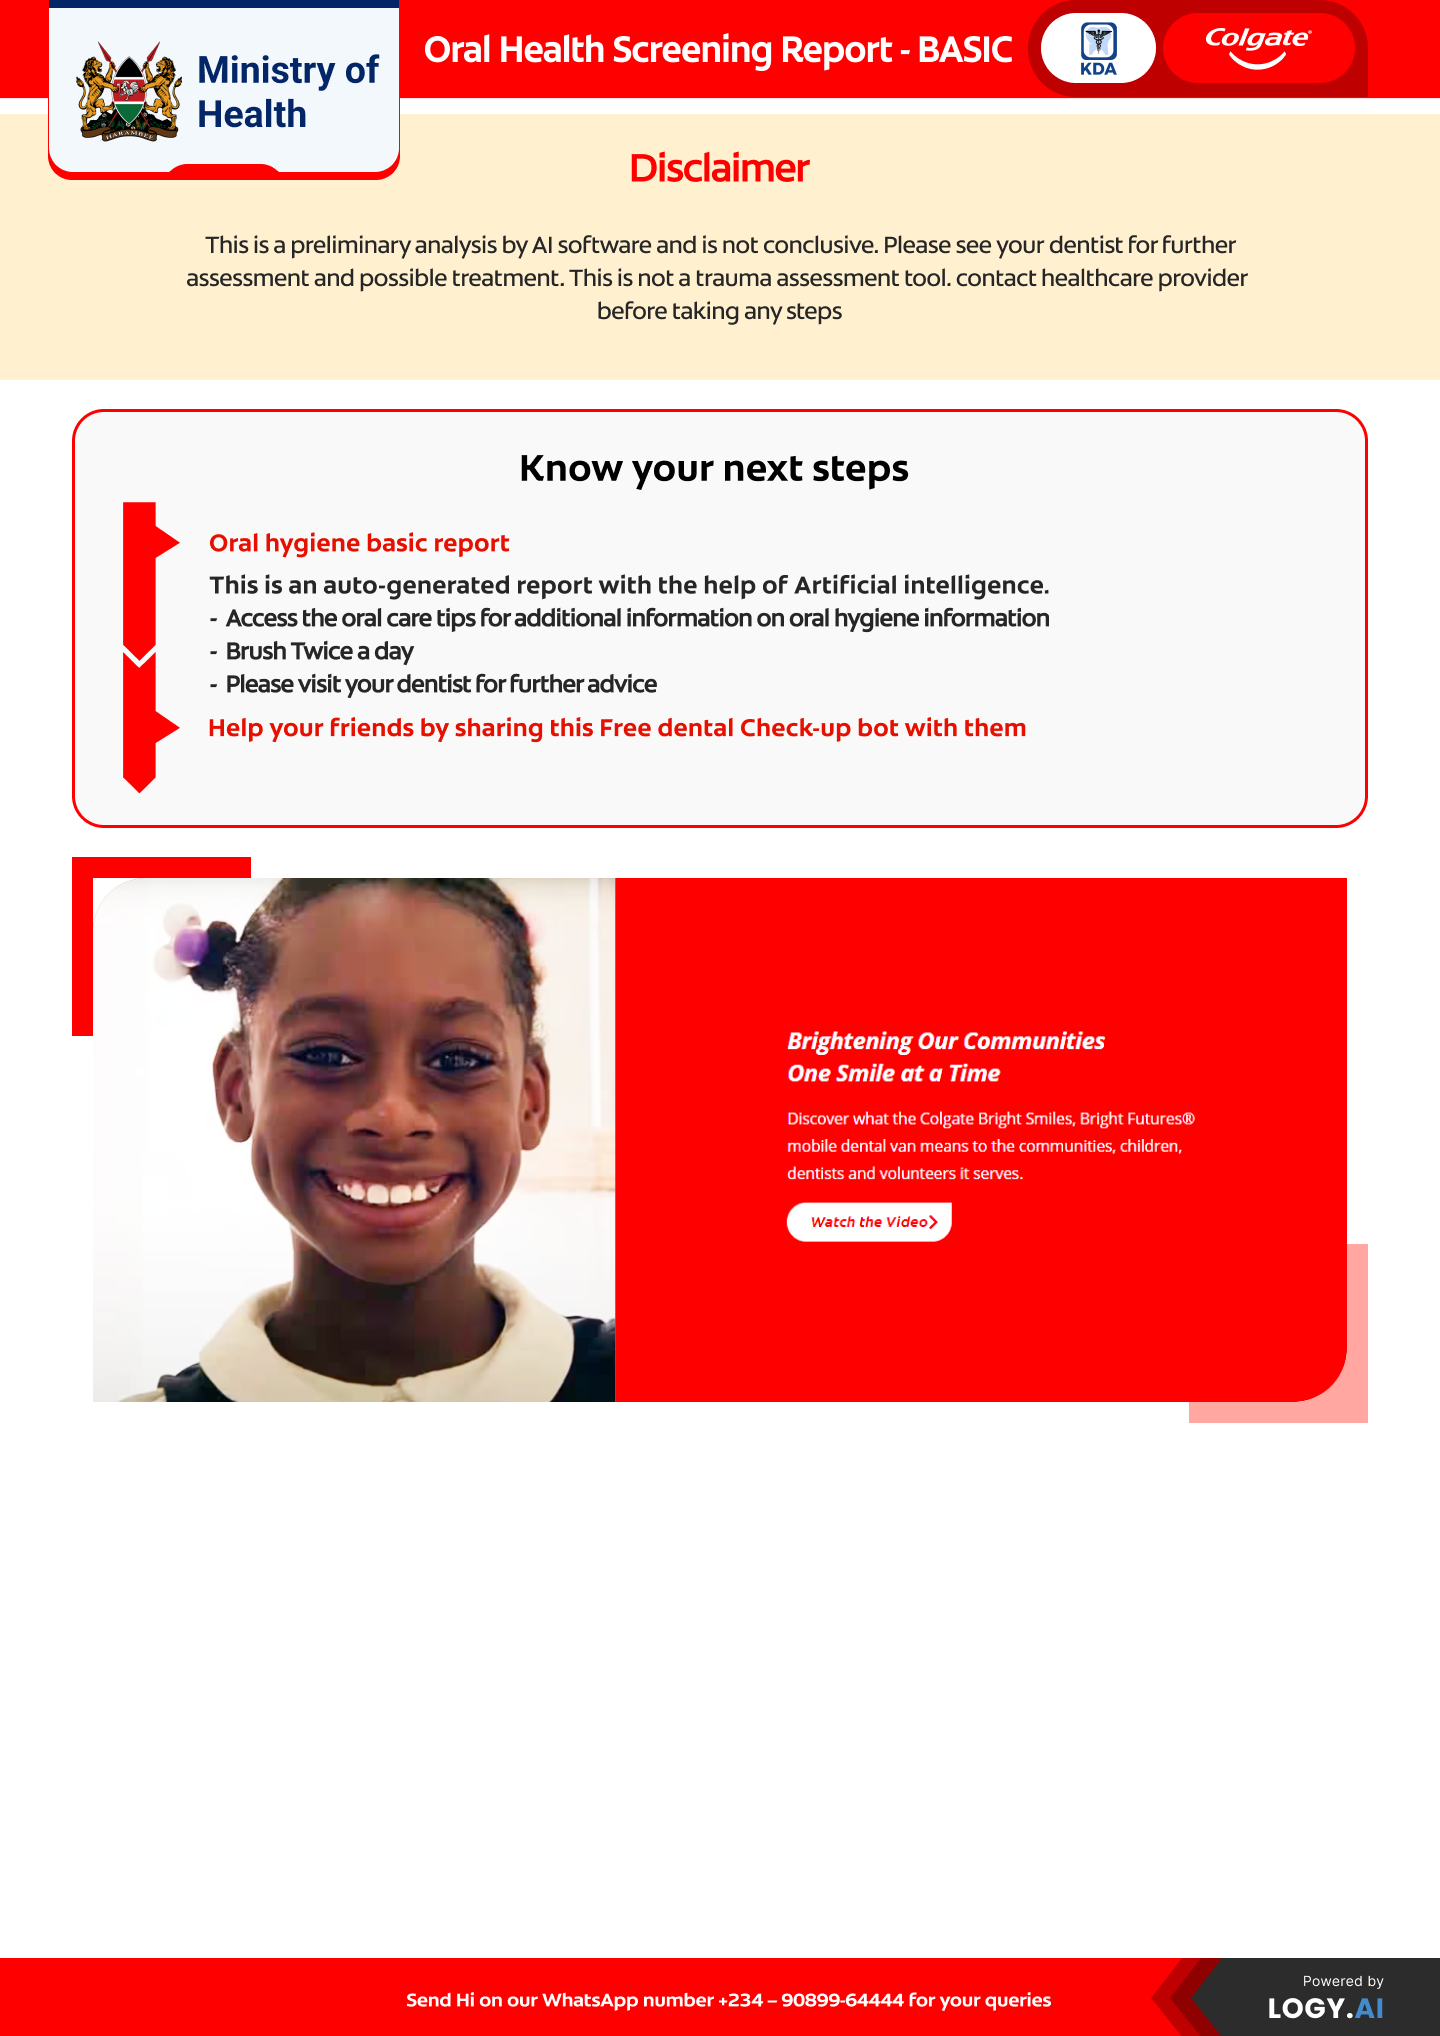 Ministry of
Health
HARAMBEE
Oral Health Screening Report - BASIC
KDA
Colgate®
Disclaimer
This is a preliminary analysis by AI software and is not conclusive. Please see your dentist for further
assessment and possible treatment. This is not a trauma assessment tool. contact healthcare provider
before taking any steps
Know your next steps
Oral hygiene basic report
This is an auto-generated report with the help of Artificial intelligence.
- Access the oral care tips for additional information on oral hygiene information
- Brush Twice a day
- Please visit your dentist for further advice
Help your friends by sharing this Free dental Check-up bot with them
Brightening Our Communities
One Smile at a Time
Discover what the Colgate Bright Smiles, Bright Futures®
mobile dental van means to the communities, children,
dentists and volunteers it serves.
Watch the Video
Send Hi on our WhatsApp number +234 – 90899-64444 for your queries
Powered by
LOGY.AI